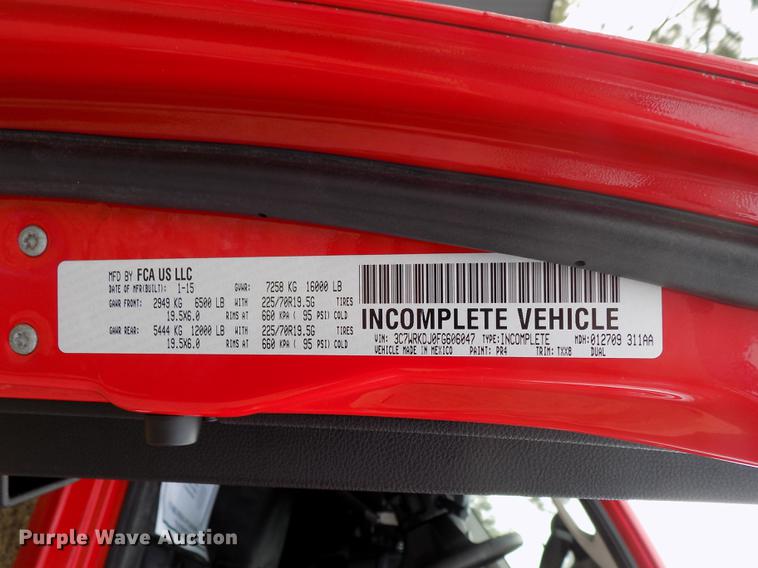 MFD BY FCA US LLC
DATE OF MFR(BUILT): 1-15 GVWR: 7258 KG 16000 LB
GAWR FRONT: 2949 KG 6500 LB WITH 225/70R19.5G TIRES
19.5X6.0 RIMS AT 660 KPA ( 95 PSI) COLD
GAWR REAR: 5444 KG 12000 LB WITH 225/70R19.5G TIRES
19.5X6.0 RIMS AT 660 KPA ( 95 PSI) COLD
INCOMPLETE VEHICLE
VIN: 3C7WRKDJ0FG606047 TYPE: INCOMPLETE MDH: 012709 311AA
VEHICLE MADE IN MEXICO PAINT: PR4 TRIM: TXX8 DUAL
Purple Wave Auction